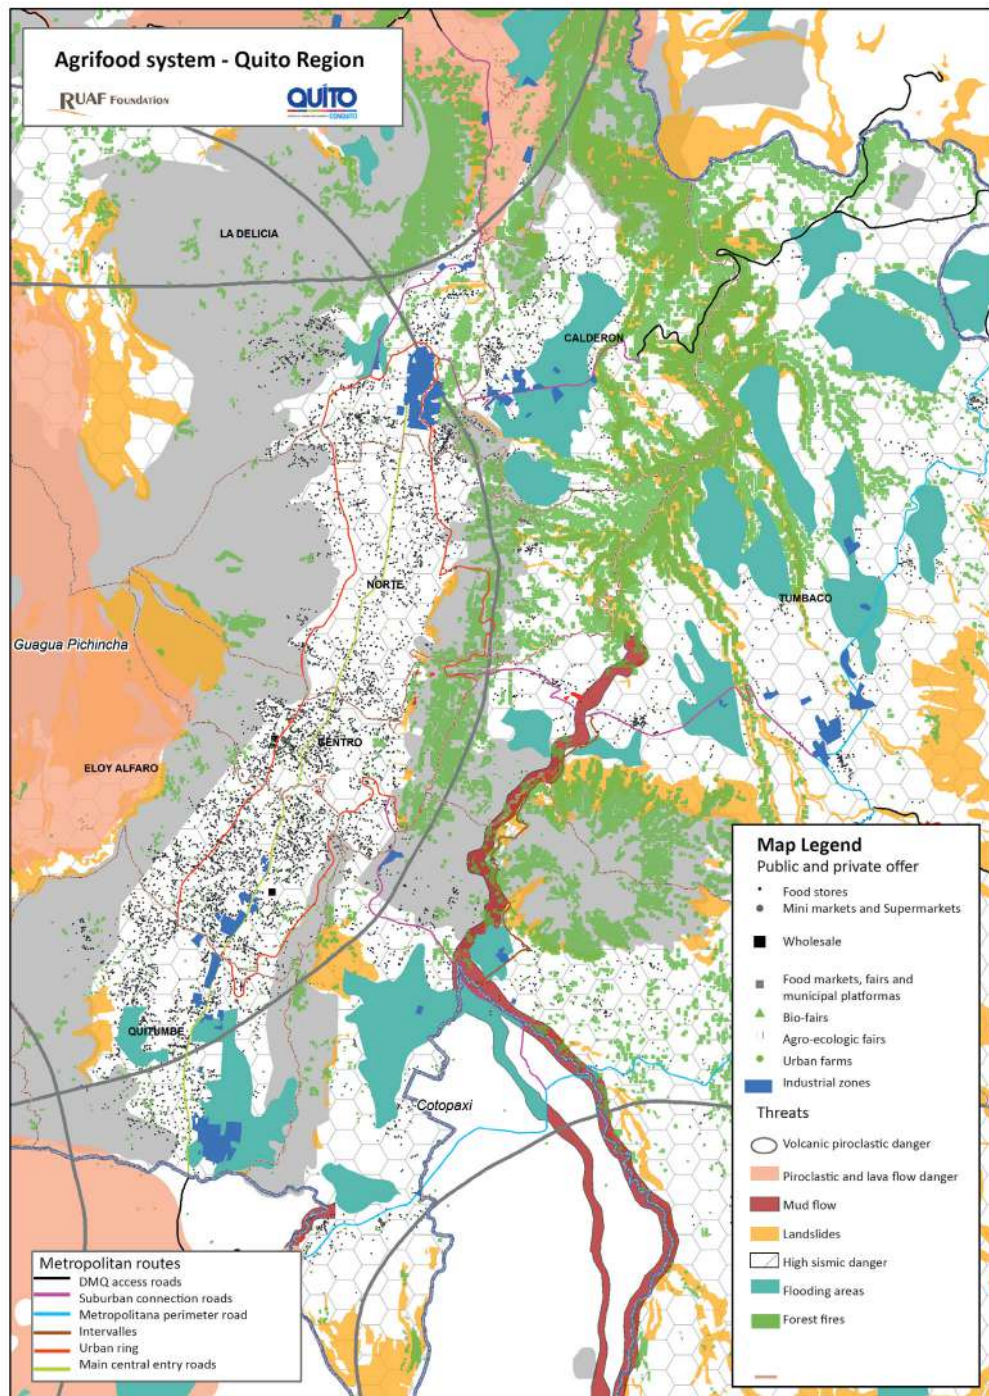 Agrifood system - Quito Region
RUAF FOUNDATION
QUITO
CONQUITO
LA DELICIA
CALDERON
NORTE
TUMBACO
Guagua Pichincha
CENTRO
ELOY ALFARO
QUITUMBE
Cotopaxi
Map Legend
Public and private offer
Food stores
Mini markets and Supermarkets
Wholesale
Food markets, fairs and
municipal platformas
Bio-fairs
Agro-ecologic fairs
Urban farms
Industrial zones
Threats
Volcanic piroclastic danger
Piroclastic and lava flow danger
Mud flow
Landslides
High sismic danger
Flooding areas
Forest fires
Metropolitan routes
DMQ access roads
Suburban connection roads
Metropolitana perimeter road
Intervalles
Urban ring
Main central entry roads